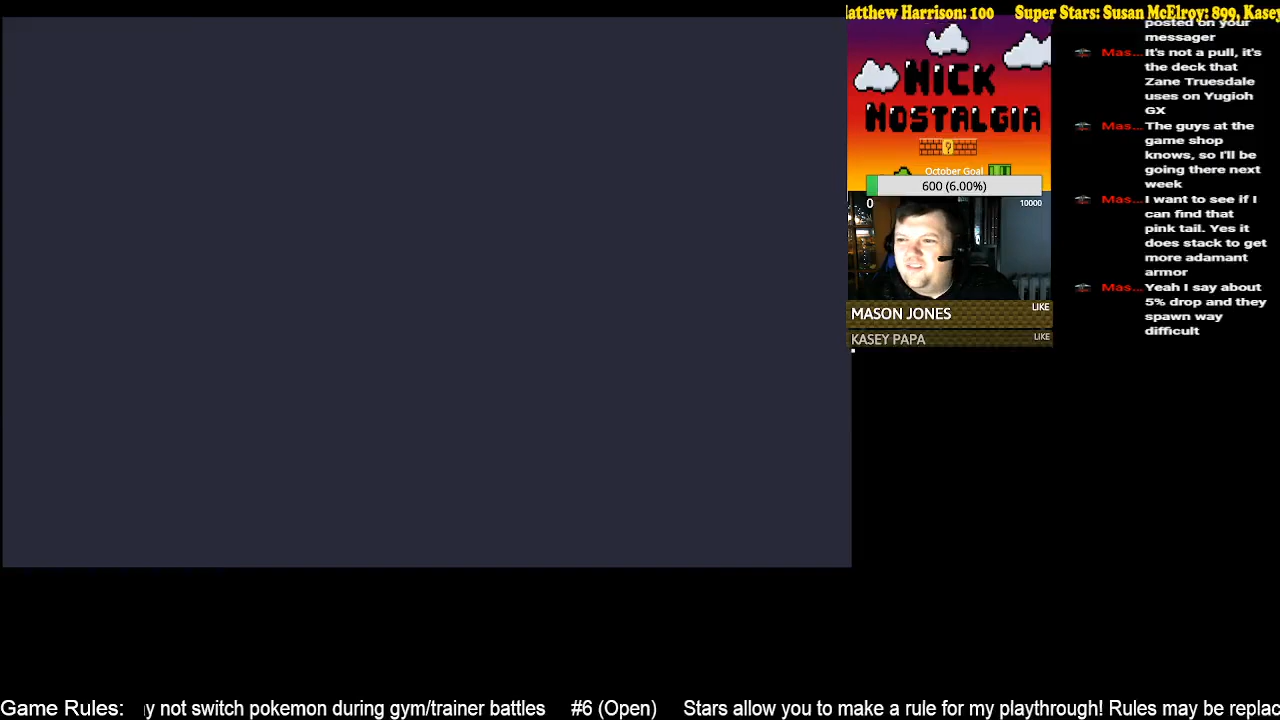 latthew Harrison: 100 Super Stars: Susan McElroy: 899, Kasey
NICK
NOSTALGIA
October Goal
600 (6.00%)
0 10000
MASON JONES LIKE
KASEY PAPA LIKE
posted on your
messager
Mas... It's not a pull, it's
the deck that
Zane Truesdale
uses on Yugioh
GX
Mas... The guys at the
game shop
knows, so I'll be
going there next
week
Mas... I want to see if I
can find that
pink tail. Yes it
does stack to get
more adamant
armor
Mas... Yeah I say about
5% drop and they
spawn way
difficult
Game Rules: y not switch pokemon during gym/trainer battles #6 (Open) Stars allow you to make a rule for my playthrough! Rules may be replac